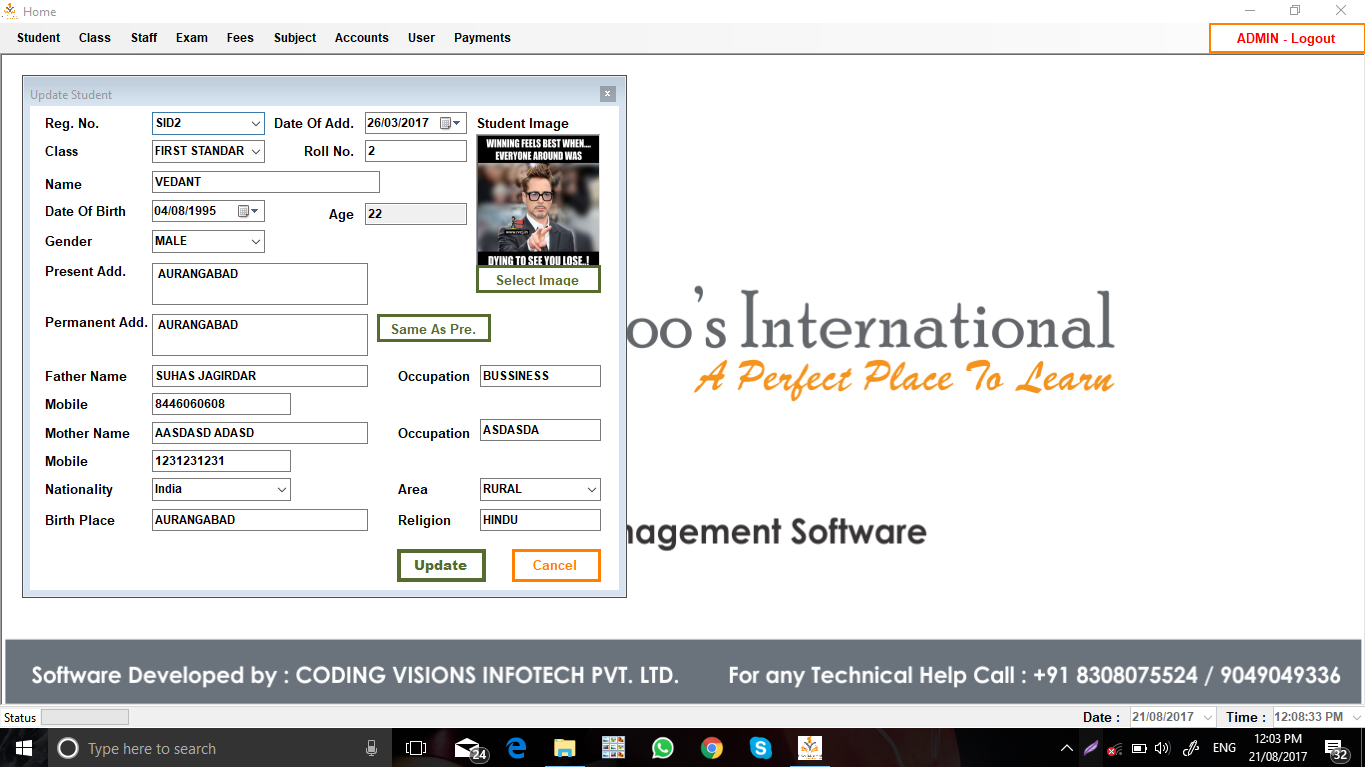 Home
Student Class Staff Exam Fees Subject Accounts User Payments
ADMIN - Logout
Update Student
Reg. No. SID2 Date Of Add. 26/03/2017 Student Image
Class FIRST STANDAR Roll No. 2
WINNING FEELS BEST WHEN...
EVERYONE AROUND WAS
DYING TO SEE YOU LOSE..!
Name VEDANT
Date Of Birth 04/08/1995 Age 22
Gender MALE
Present Add. AURANGABAD
Select Image
Permanent Add. AURANGABAD
Same As Pre.
Father Name SUHAS JAGIRDAR Occupation BUSSINESS
Mobile 8446060608
Mother Name AASDASD ADASD Occupation ASDASDA
Mobile 1231231231
Nationality India Area RURAL
Birth Place AURANGABAD Religion HINDU
Update Cancel
oo's International
A Perfect Place To Learn
nagement Software
Software Developed by : CODING VISIONS INFOTECH PVT. LTD. For any Technical Help Call : +91 8308075524 / 9049049336
Status Date : 21/08/2017 Time : 12:08:33 PM
Type here to search
24
ENG
12:03 PM
21/08/2017
32